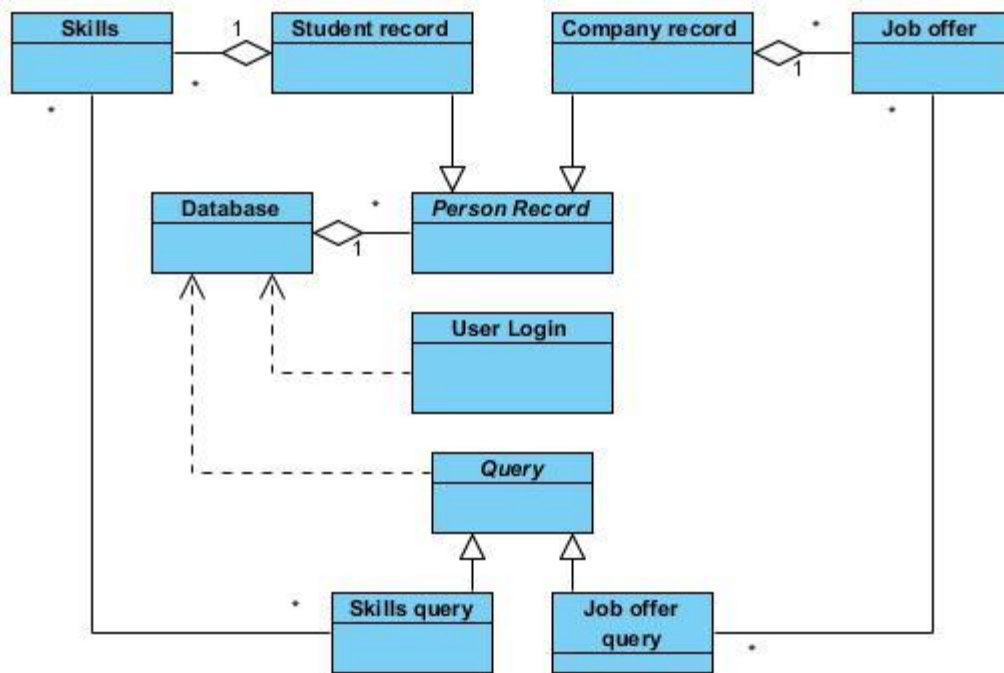 Skills
1
Student record
Company record
*
Job offer
1
*
*
*
Database
*
Person Record
1
User Login
Query
*
Skills query
Job offer
query
*